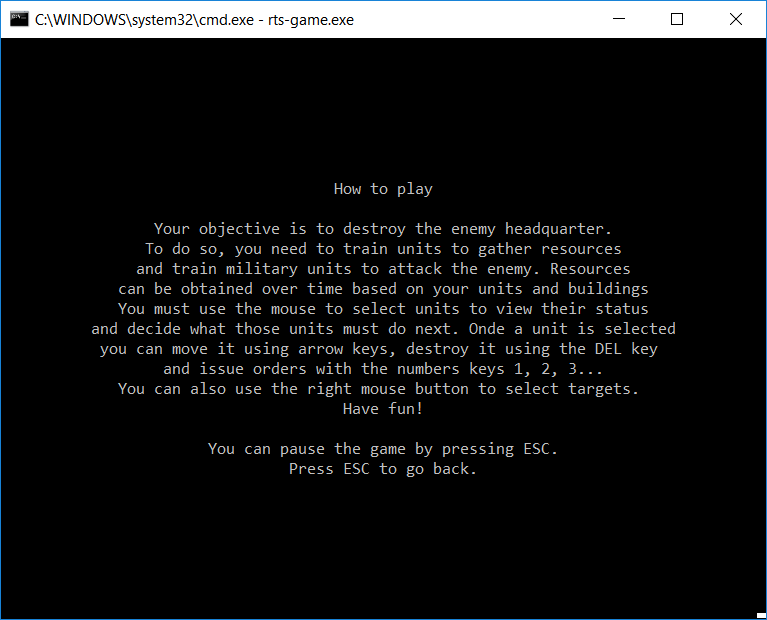 C:\WINDOWS\system32\cmd.exe - rts-game.exe
How to play
Your objective is to destroy the enemy headquarter.
To do so, you need to train units to gather resources
and train military units to attack the enemy. Resources
can be obtained over time based on your units and buildings
You must use the mouse to select units to view their status
and decide what those units must do next. Onde a unit is selected
you can move it using arrow keys, destroy it using the DEL key
and issue orders with the numbers keys 1, 2, 3...
You can also use the right mouse button to select targets.
Have fun!
You can pause the game by pressing ESC.
Press ESC to go back.